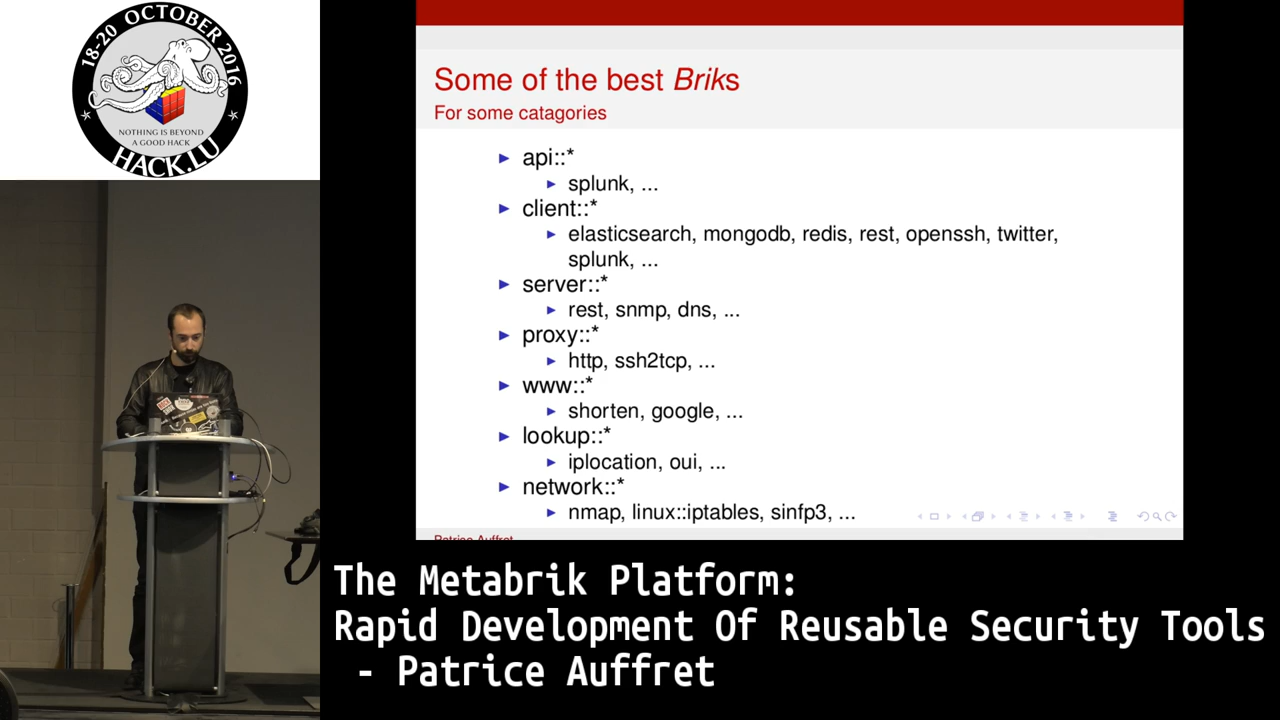 18-20 OCTOBER 2016
NOTHING IS BEYOND
A GOOD HACK
HACK.LU
Some of the best Briks
For some catagories
api::*
splunk, ...
client::*
elasticsearch, mongodb, redis, rest, openssh, twitter,
splunk, ...
server::*
rest, snmp, dns, ...
proxy::*
http, ssh2tcp, ...
www::*
shorten, google, ...
lookup::*
iplocation, oui, ...
network::*
nmap, linux::iptables, sinfp3, ...
Patrice Auffret
The Metabrik Platform:
Rapid Development Of Reusable Security Tools
- Patrice Auffret